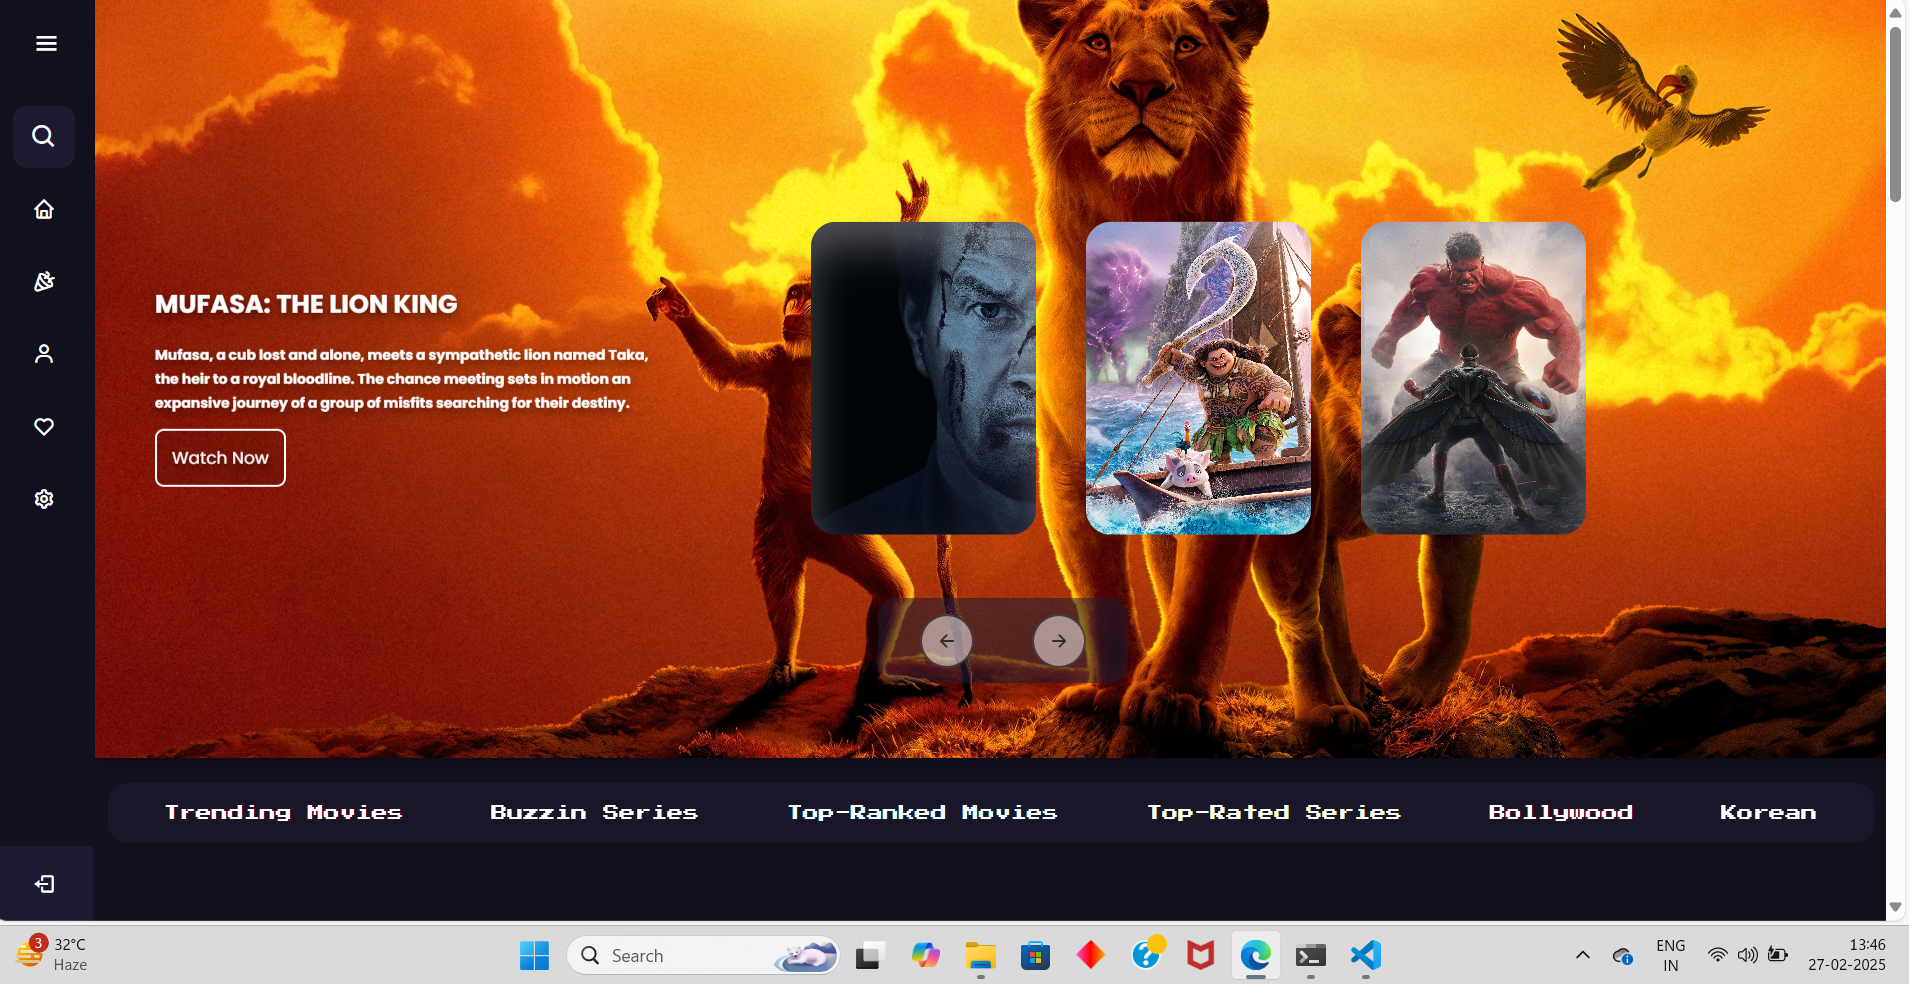 MUFASA: THE LION KING
Mufasa, a cub lost and alone, meets a sympathetic lion named Taka,
the heir to a royal bloodline. The chance meeting sets in motion an
expansive journey of a group of misfits searching for their destiny.
Watch Now
Trending Movies Buzzin Series Top-Ranked Movies Top-Rated Series Bollywood Korean
3
32°C
Haze
Search
ENG
IN
13:46
27-02-2025